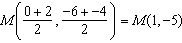 M(0 + 2/2, -6 + -4/2) = M(1, -5)